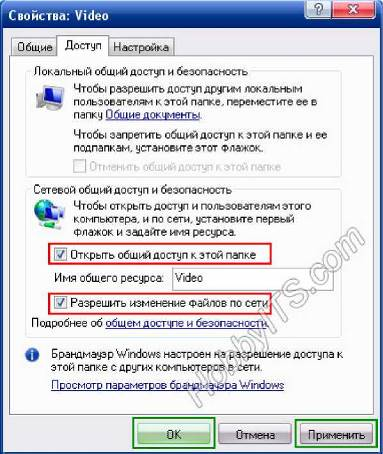 Свойства: Video
Общие
Доступ
Настройка
Локальный общий доступ и безопасность
Чтобы разрешить доступ другим локальным
пользователям к этой папке, переместите ее в
папку Общие документы.
Чтобы запретить общий доступ к папке и ее
подпапкам, установите этот флажок.
Отменить общий доступ к этой папке
Сетевой общий доступ и безопасность
Чтобы открыть доступ и пользователям этого
компьютера, и по сети, установите первый
флажок и задайте имя ресурса.
Открыть общий доступ к этой папке
Имя общего ресурса:
Video
Разрешить изменение файлов по сети
Подробнее об общем доступе и безопасности.
Брандмауэр Windows настроен на разрешение доступа к
этой папке с других компьютеров в сети.
Просмотр параметров брандмауэра Windows
OK
Отмена
Применить
HobbyITS.com